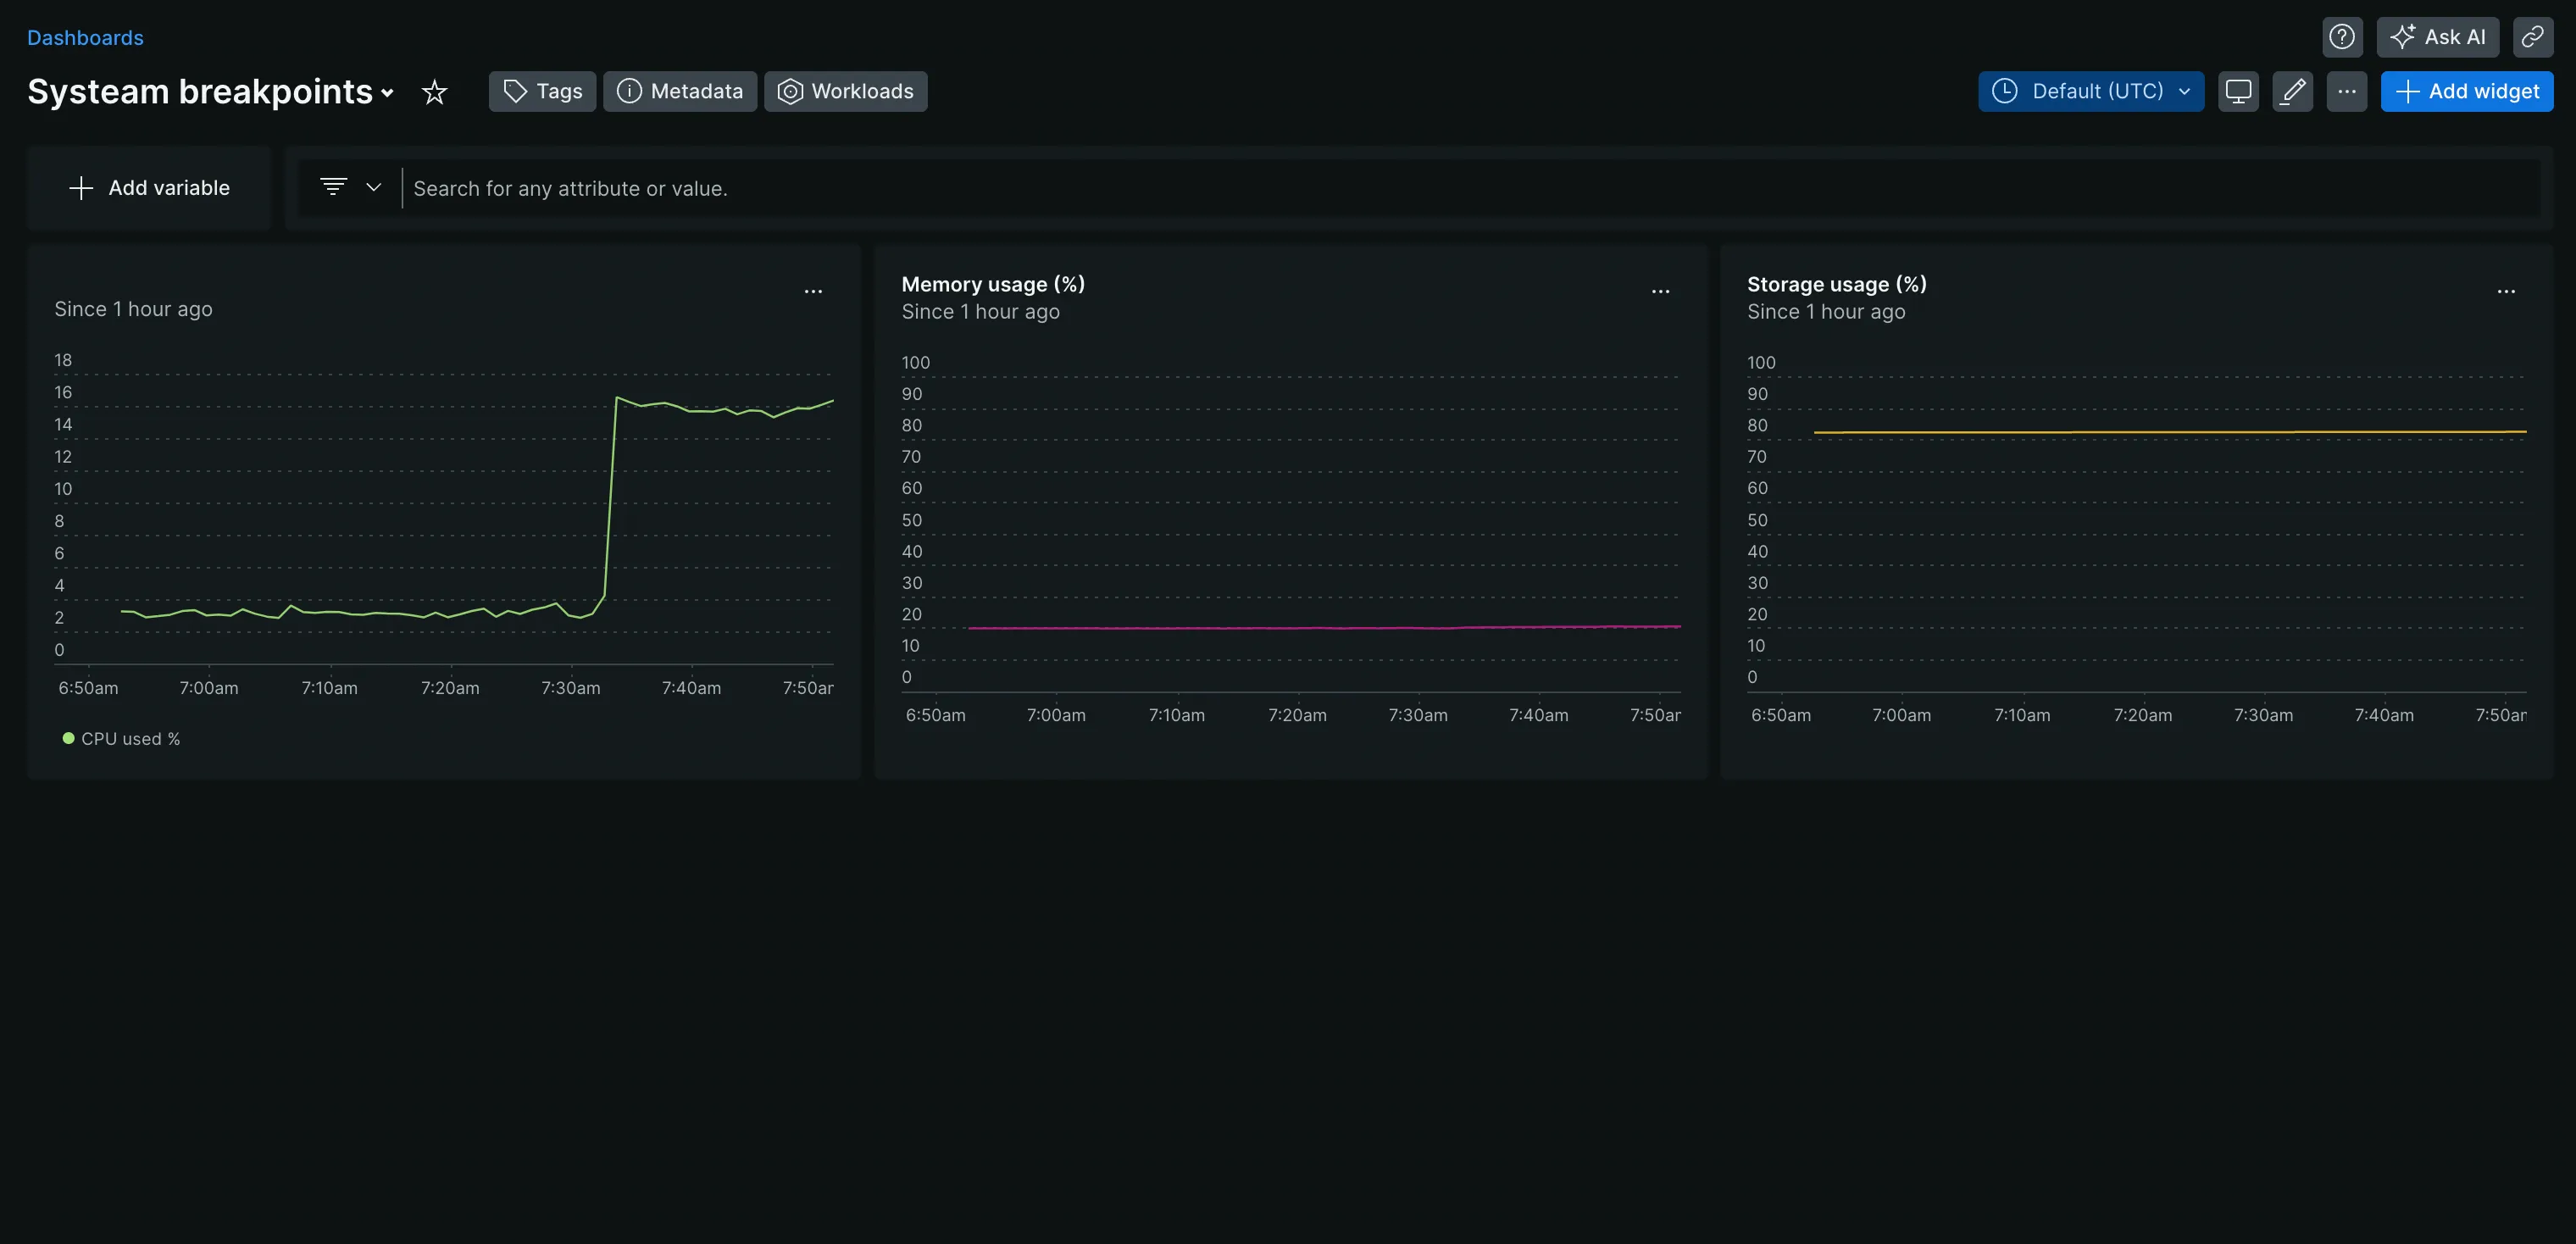 Dashboards
Ask AI
Systeam breakpoints
Tags
Metadata
Workloads
Default (UTC)
Add widget
Add variable
Search for any attribute or value.
Since 1 hour ago
18
16
14
12
10
8
6
4
2
0
6:50am 7:00am 7:10am 7:20am 7:30am 7:40am 7:50ar
CPU used %
Memory usage (%)
Since 1 hour ago
100
90
80
70
60
50
40
30
20
10
0
6:50am 7:00am 7:10am 7:20am 7:30am 7:40am 7:50ar
Storage usage (%)
Since 1 hour ago
100
90
80
70
60
50
40
30
20
10
0
6:50am 7:00am 7:10am 7:20am 7:30am 7:40am 7:50ar